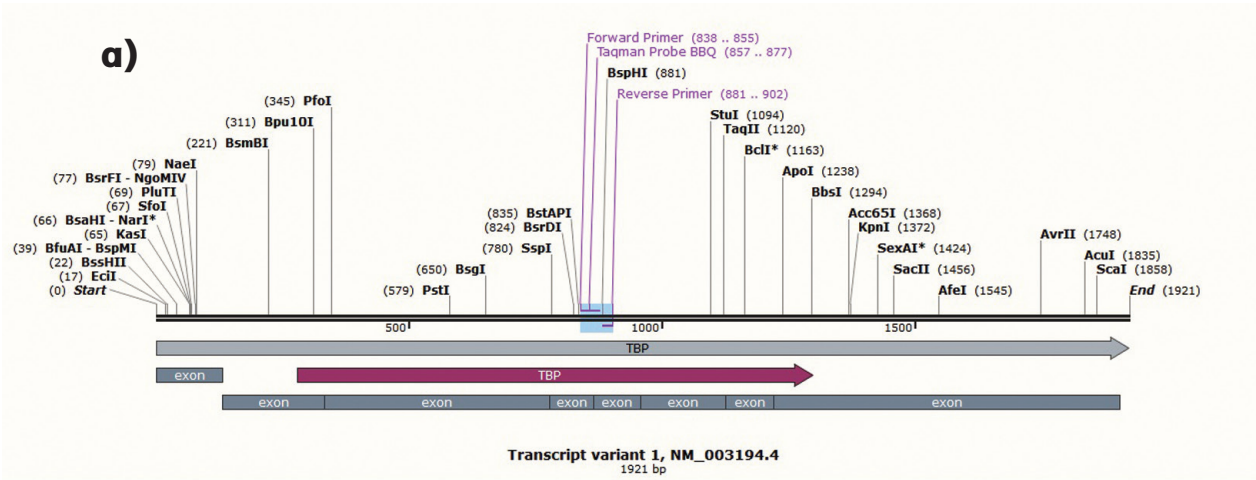 α)
Forward Primer (838 .. 855)
Taqman Probe BBQ (857 .. 877)
BspHI (881)
Reverse Primer (881 .. 902)
(345) PfoI
(311) Bpu10I
(221) BsmBI
(79) NaeI
(77) BsrFI - NgoMIV
(69) PluTI
(67) SfoI
(66) BsaHI - NarI*
(65) KasI
(39) BfuAI - BspMI
(22) BssHII
(17) EciI
(0) Start
(835) BstAPI
(824) BsrDI
(780) SspI
(650) BsgI
(579) PstI
StuI (1094)
TaqII (1120)
BclI* (1163)
ApoI (1238)
BbsI (1294)
Acc65I (1368)
KpnI (1372)
SexAI* (1424)
SacII (1456)
AfeI (1545)
AvrII (1748)
AcuI (1835)
ScaI (1858)
End (1921)
500 1000 1500
TBP
exon TBP
exon exon exon exon exon exon exon
Transcript variant 1, NM_003194.4
1921 bp